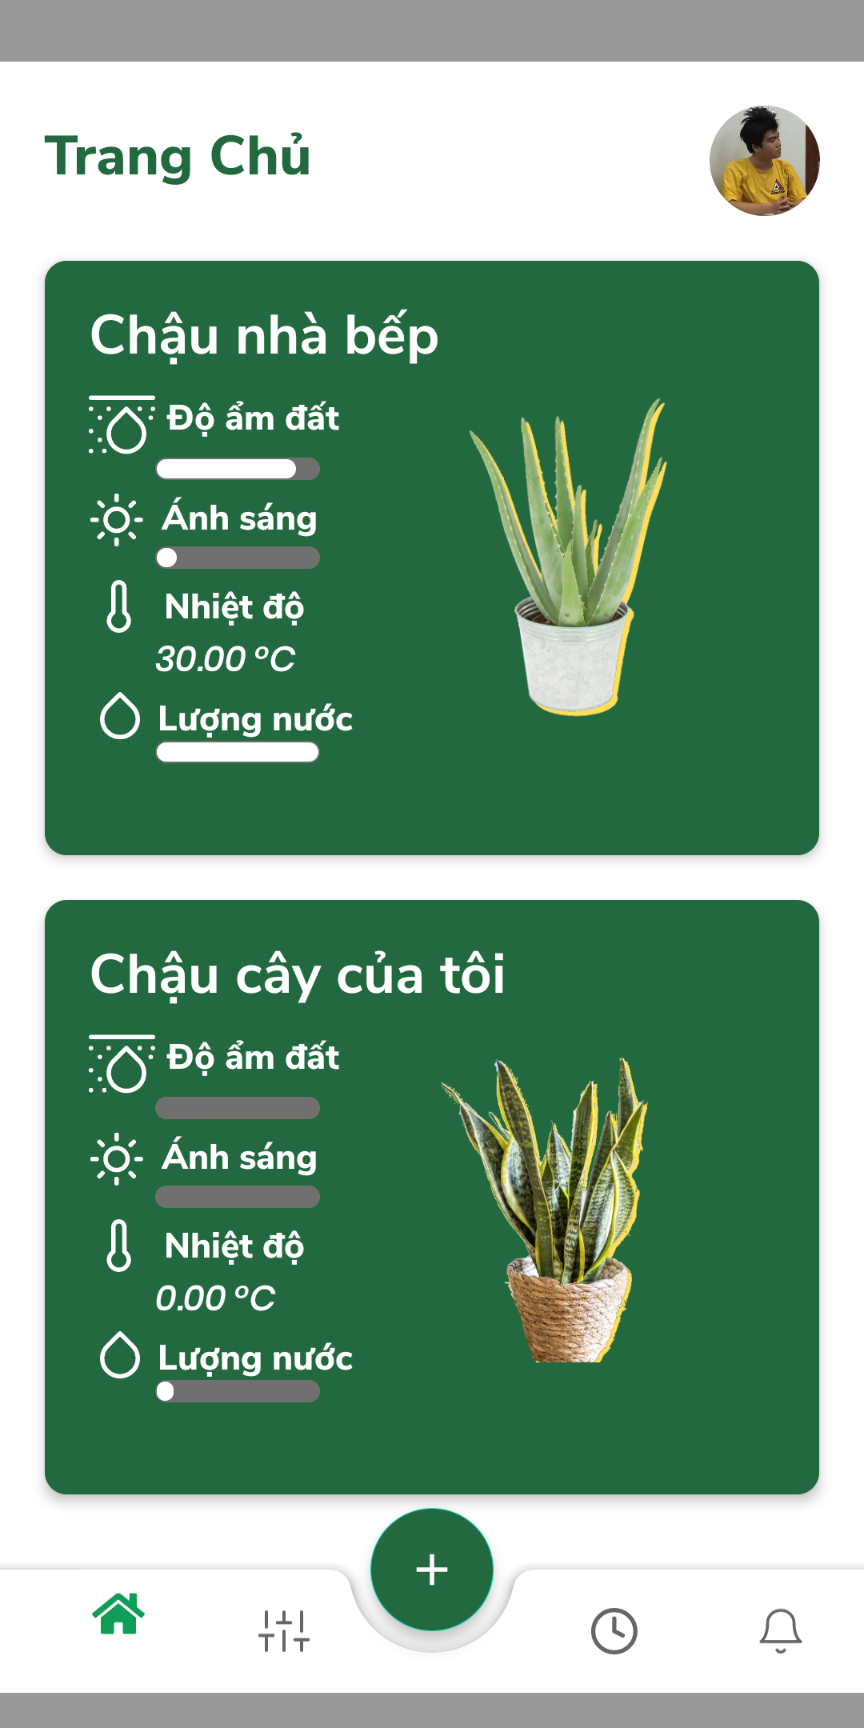 Trang Chủ
Chậu nhà bếp
Độ ẩm đất
Ánh sáng
Nhiệt độ
30.00 °C
Lượng nước
Chậu cây của tôi
Độ ẩm đất
Ánh sáng
Nhiệt độ
0.00 °C
Lượng nước